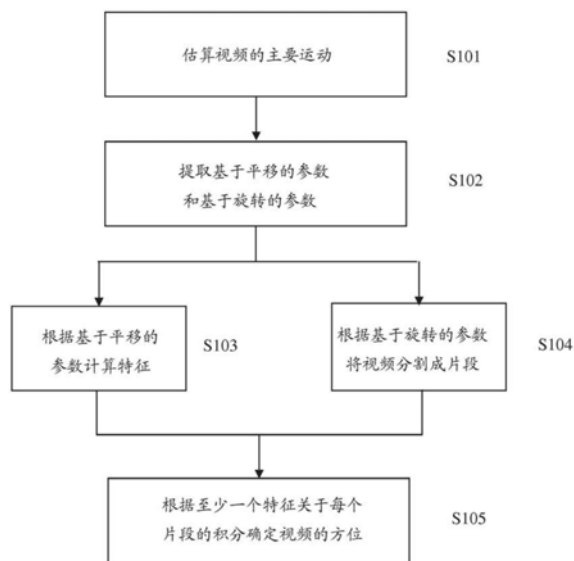 估算视频的主要运动
S101
提取基于平移的参数
和基于旋转的参数
S102
根据基于平移的
参数计算特征
S103
根据基于旋转的参数
将视频分割成片段
S104
根据至少一个特征关于每个
片段的积分确定视频的方位
S105